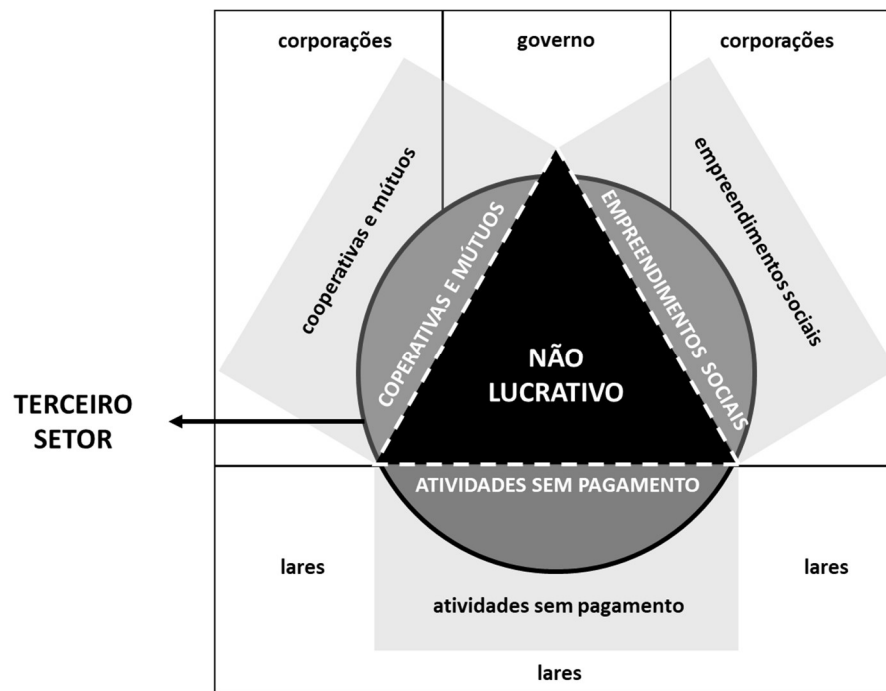 corporações
governo
corporações
cooperativas e mútuos
empreendimentos sociais
COPERATIVAS E MÚTUOS
EMPREENDIMENTOS SOCIAIS
NÃO
LUCRATIVO
TERCEIRO
SETOR
ATIVIDADES SEM PAGAMENTO
lares
lares
atividades sem pagamento
lares